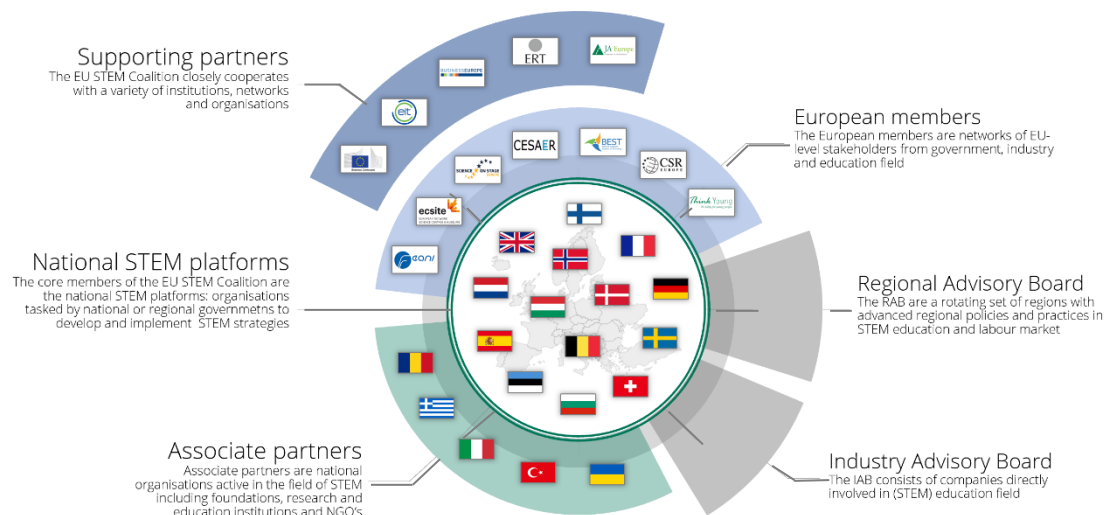 Supporting partners
The EU STEM Coalition closely cooperates
with a variety of institutions, networks
and organisations
BUSINESSEUROPE
ERT
JA Europe
eit
CESAER
BEST
CSR
EUROPE
SCIENCE ON STAGE
ecsite
Think Young
eani
European members
The European members are networks of EU-
level stakeholders from government, industry
and education field
National STEM platforms
The core members of the EU STEM Coalition are
the national STEM platforms: organisations
tasked by national or regional governmetns to
develop and implement STEM strategies
Regional Advisory Board
The RAB are a rotating set of regions with
advanced regional policies and practices in
STEM education and labour market
Associate partners
Associate partners are national
organisations active in the field of STEM
including foundations, research and
education institutions and NGO's
Industry Advisory Board
The IAB consists of companies directly
involved in (STEM) education field